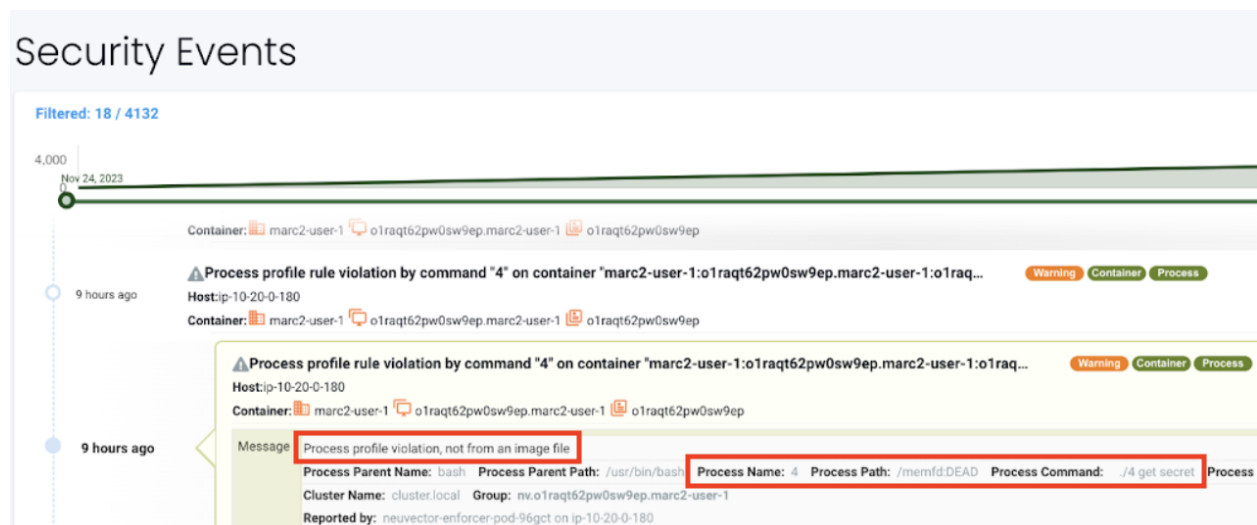 Security Events
Filtered: 18 / 4132
4,000
Nov 24, 2023
0
Container: marc2-user-1 o1raqt62pw0sw9ep.marc2-user-1 o1raqt62pw0sw9ep
Process profile rule violation by command "4" on container "marc2-user-1:o1raqt62pw0sw9ep.marc2-user-1:o1raq... Warning Container Process
9 hours ago
Host:ip-10-20-0-180
Container: marc2-user-1 o1raqt62pw0sw9ep.marc2-user-1 o1raqt62pw0sw9ep
Process profile rule violation by command "4" on container "marc2-user-1:o1raqt62pw0sw9ep.marc2-user-1:o1raq... Warning Container Process
Host:ip-10-20-0-180
Container: marc2-user-1 o1raqt62pw0sw9ep.marc2-user-1 o1raqt62pw0sw9ep
9 hours ago
Message Process profile violation, not from an image file
Process Parent Name: bash Process Parent Path: /usr/bin/bash Process Name: 4 Process Path: /memfd:DEAD Process Command: ./4 get secret Process
Cluster Name: cluster.local Group: nv.o1raqt62pw0sw9ep.marc2-user-1
Reported by: neuvector-enforcer-pod-96gct on ip-10-20-0-180